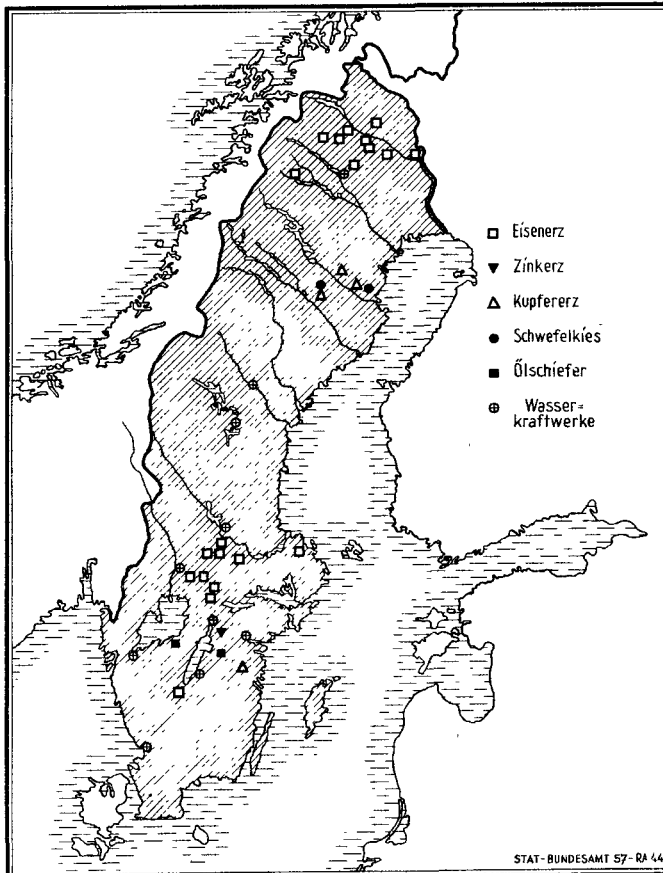 Eisenerz
Zinkerz
Kupfererz
Schwefelkies
Ölschiefer
Wasser=
kraftwerke
STAT-BUNDESAMT 57-RA 44